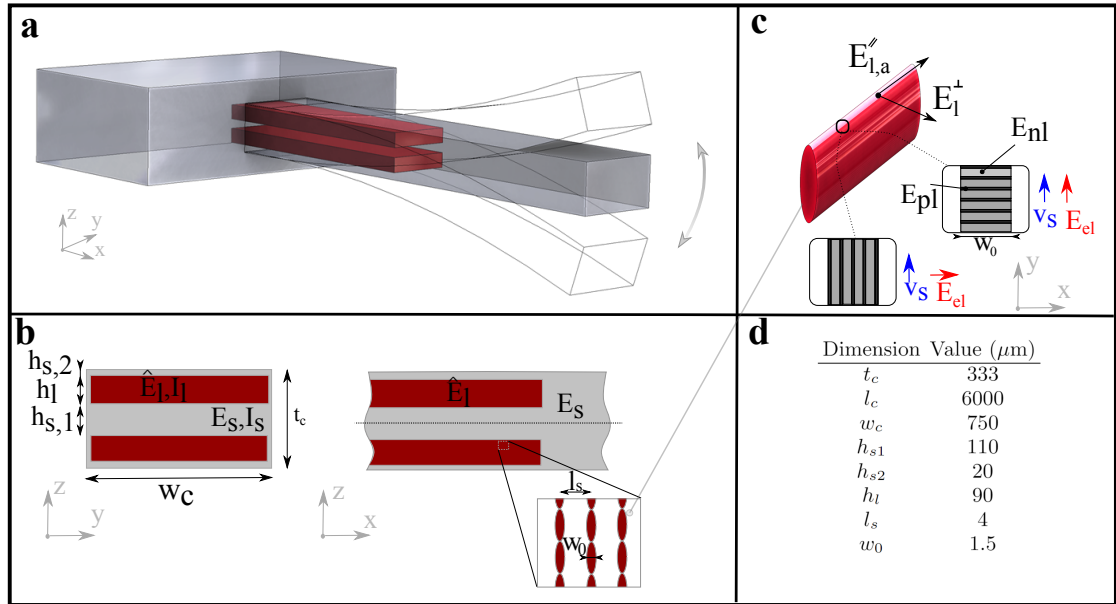 a
z
y
x
b
h_{s,2}
h_l
h_{s,1}
Ê_l,I_l
E_s,I_s
t_c
w_c
z
y
Ê_l
E_s
l_s
w_0
z
x
c
E_{l,a}^{//}
E_l^⊥
E_{nl}
E_{pl}
v_s
E_{el}
w_0
v_s
E_{el}
y
x
d
Dimension Value (μm)
t_c 333
l_c 6000
w_c 750
h_{s1} 110
h_{s2} 20
h_l 90
l_s 4
w_0 1.5